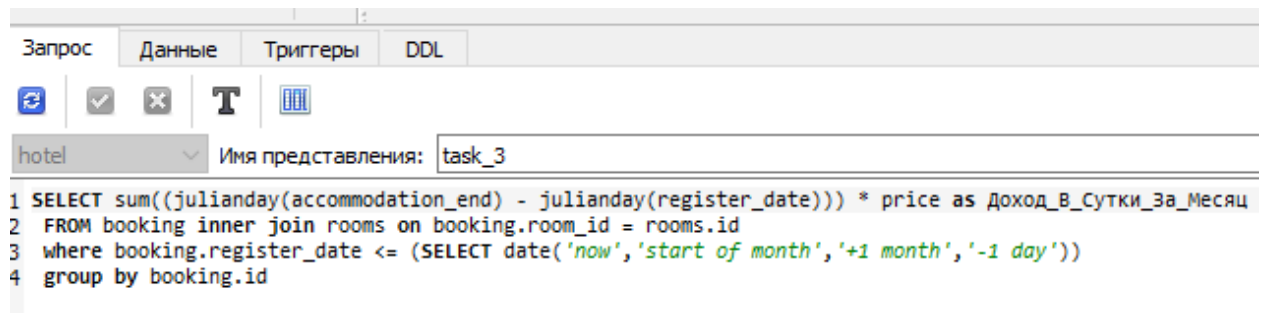 Запрос Данные Триггеры DDL
T
hotel Имя представления: task_3
1 SELECT sum((julianday(accommodation_end) - julianday(register_date))) * price as Доход_В_Сутки_За_Месяц
2 FROM booking inner join rooms on booking.room_id = rooms.id
3 where booking.register_date <= (SELECT date('now','start of month','+1 month','-1 day'))
4 group by booking.id